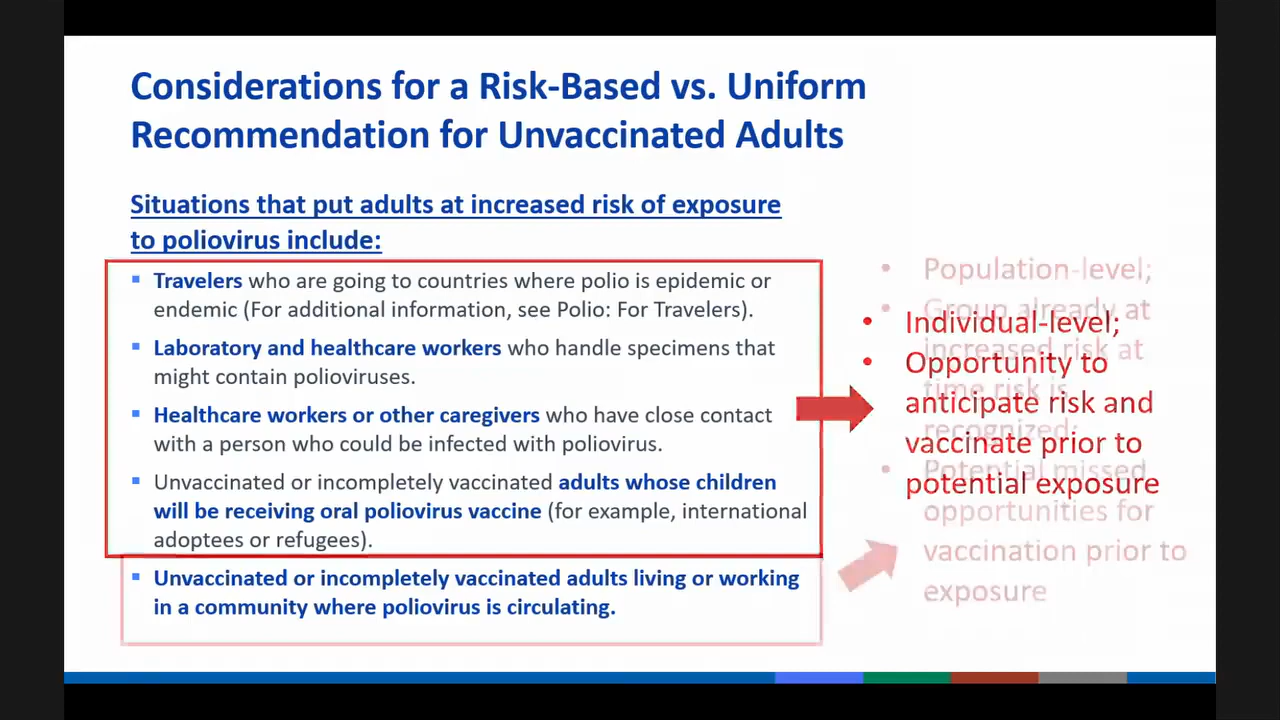 Considerations for a Risk-Based vs. Uniform
Recommendation for Unvaccinated Adults
Situations that put adults at increased risk of exposure
to poliovirus include:
Travelers who are going to countries where polio is epidemic or
endemic (For additional information, see Polio: For Travelers).
Laboratory and healthcare workers who handle specimens that
might contain polioviruses.
Healthcare workers or other caregivers who have close contact
with a person who could be infected with poliovirus.
Unvaccinated or incompletely vaccinated adults whose children
will be receiving oral poliovirus vaccine (for example, international
adoptees or refugees).
Unvaccinated or incompletely vaccinated adults living or working
in a community where poliovirus is circulating.
• Individual-level;
• Opportunity to
anticipate risk and
vaccinate prior to
potential exposure
• Population-level;
• Group already at
increased risk at
time risk is
recognized;
• Potential missed
opportunities for
vaccination prior to
exposure